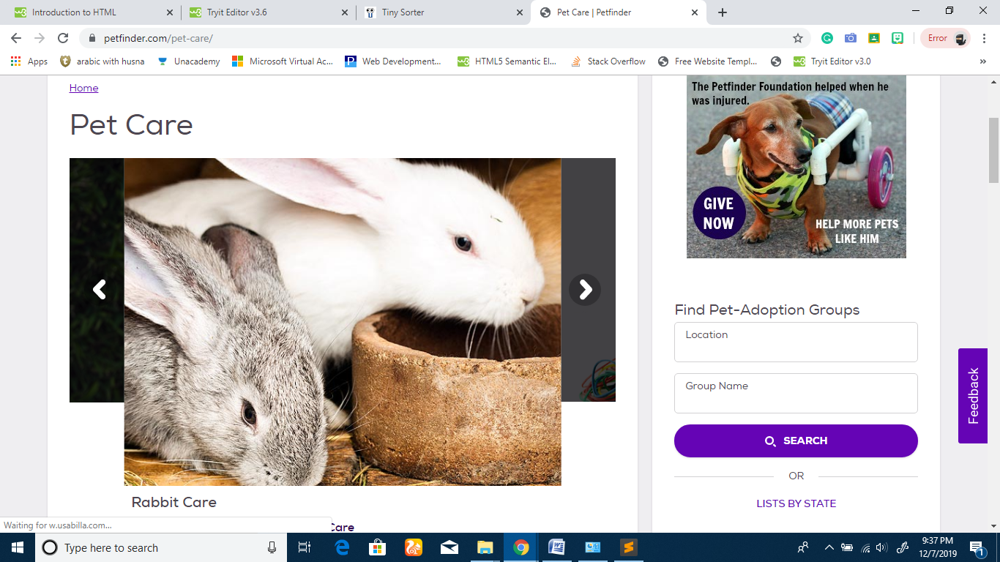 Introduction to HTML
Tryit Editor v3.6
Tiny Sorter
Pet Care | Petfinder
petfinder.com/pet-care/
Error
Apps
arabic with husna
Unacademy
Microsoft Virtual Ac...
Web Development...
HTML5 Semantic El...
Stack Overflow
Free Website Templ...
Tryit Editor v3.0
Home
Pet Care
Rabbit Care
Care
The Petfinder Foundation helped when he
was injured.
GIVE
NOW
HELP MORE PETS
LIKE HIM
Find Pet-Adoption Groups
Location
Group Name
SEARCH
OR
LISTS BY STATE
Feedback
Waiting for w.usabilla.com...
Type here to search
9:37 PM
12/7/2019
1